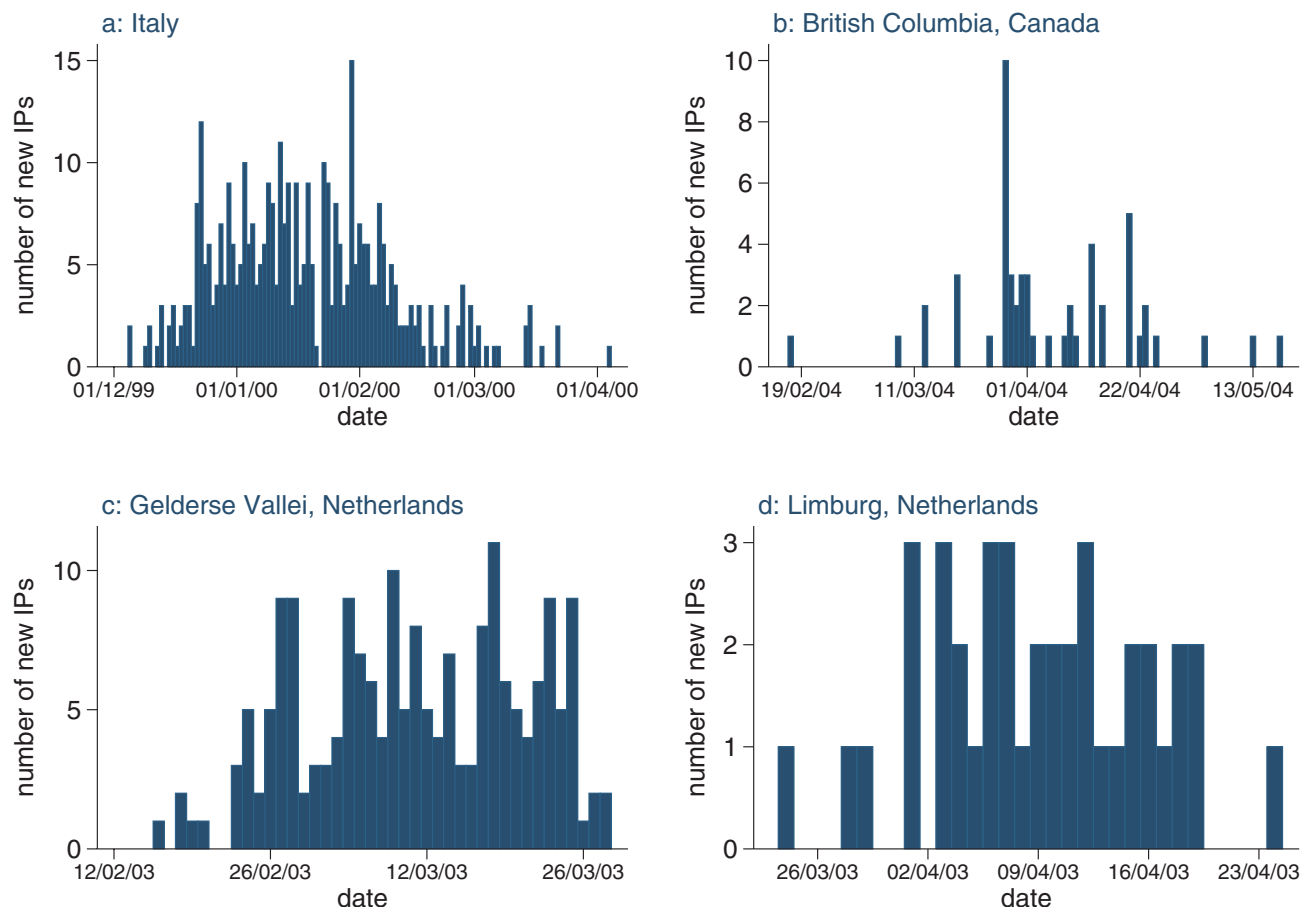 a: Italy
number of new IPs
15
10
5
0
01/12/99 01/01/00 01/02/00 01/03/00 01/04/00
date
b: British Columbia, Canada
number of new IPs
10
8
6
4
2
0
19/02/04 11/03/04 01/04/04 22/04/04 13/05/04
date
c: Gelderse Vallei, Netherlands
number of new IPs
10
5
0
12/02/03 26/02/03 12/03/03 26/03/03
date
d: Limburg, Netherlands
number of new IPs
3
2
1
0
26/03/03 02/04/03 09/04/03 16/04/03 23/04/03
date